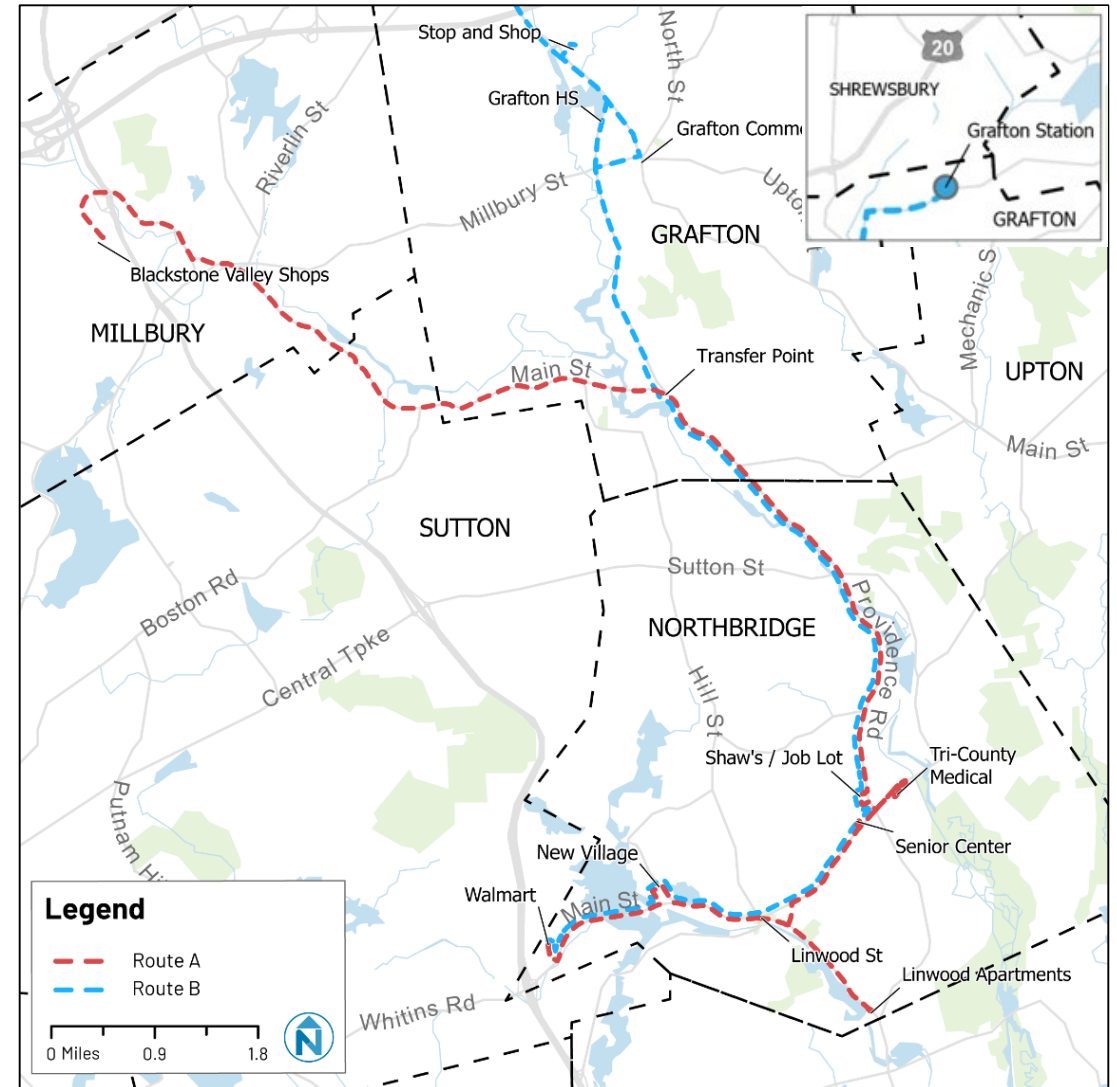 Stop and Shop
North St
20
SHREWSBURY
Grafton Station
GRAFTON
Grafton HS
Grafton Comm
Riverlin St
Millbury St
Upton
GRAFTON
Blackstone Valley Shops
MILLBURY
Mechanic S
Transfer Point
Main St
UPTON
Main St
SUTTON
Sutton St
Boston Rd
Providence Rd
NORTHBRIDGE
Central Tpke
Hill St
Shaw's / Job Lot
Tri-County
Medical
Putnam Hi
Senior Center
New Village
Walmart
Main St
Linwood St
Linwood Apartments
Whitins Rd
Legend
Route A
Route B
0 Miles 0.9 1.8
N